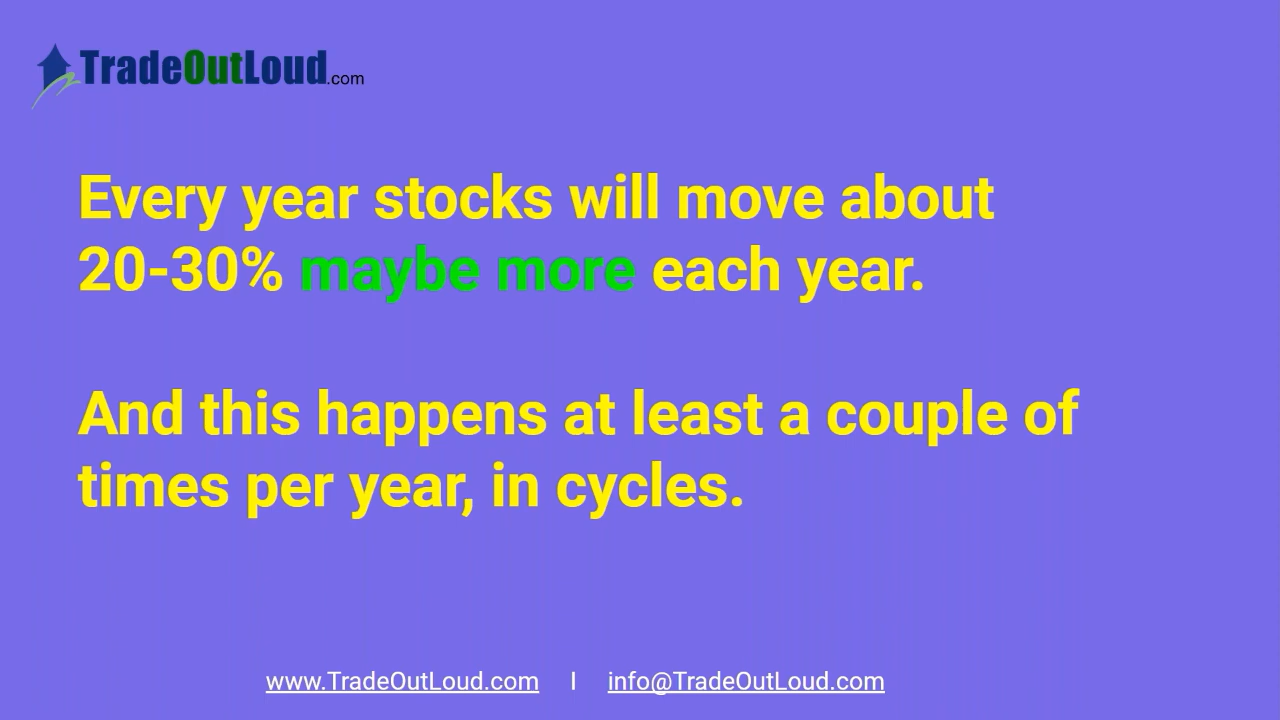 TradeOutLoud.com
Every year stocks will move about
20-30% maybe more each year.
And this happens at least a couple of
times per year, in cycles.
www.TradeOutLoud.com I info@TradeOutLoud.com